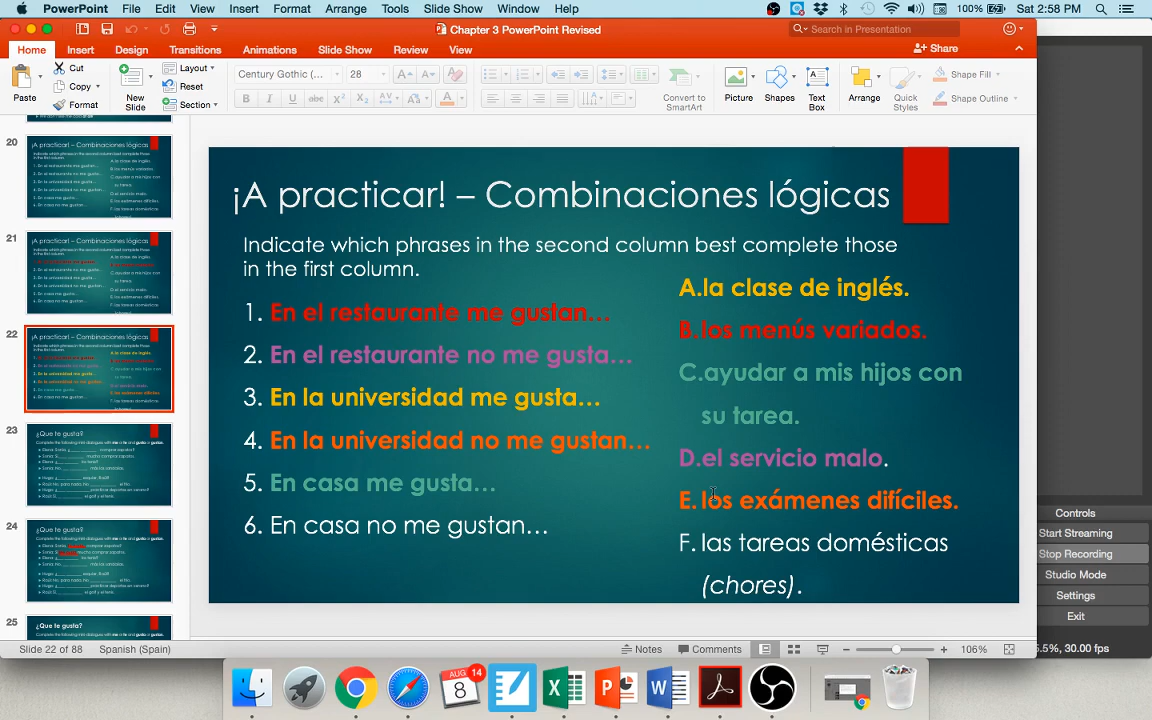 PowerPoint File Edit View Insert Format Arrange Tools Slide Show Window Help 100% Sat 2:58 PM
Chapter 3 PowerPoint Revised
Search in Presentation
Home Insert Design Transitions Animations Slide Show Review View
Share
Paste
Cut
Copy
Format
New Slide
Layout
Reset
Section
Century Gothic (... 28
Convert to SmartArt
Picture
Shapes
Text Box
Arrange
Quick Styles
Shape Fill
Shape Outline
20
21
22
23
24
25
¡A practicar! – Combinaciones lógicas
Indicate which phrases in the second column best complete those
in the first column.
1. En el restaurante me gustan...
2. En el restaurante no me gusta...
3. En la universidad me gusta...
4. En la universidad no me gustan...
5. En casa me gusta...
6. En casa no me gustan...
A.la clase de inglés.
B.los menús variados.
C.ayudar a mis hijos con
su tarea.
D.el servicio malo.
E. los exámenes difíciles.
F. las tareas domésticas
(chores).
Controls
Start Streaming
Stop Recording
Studio Mode
Settings
Exit
5.5%, 30.00 fps
Slide 22 of 88 Spanish (Spain)
Notes Comments 106%
AUG 14
8